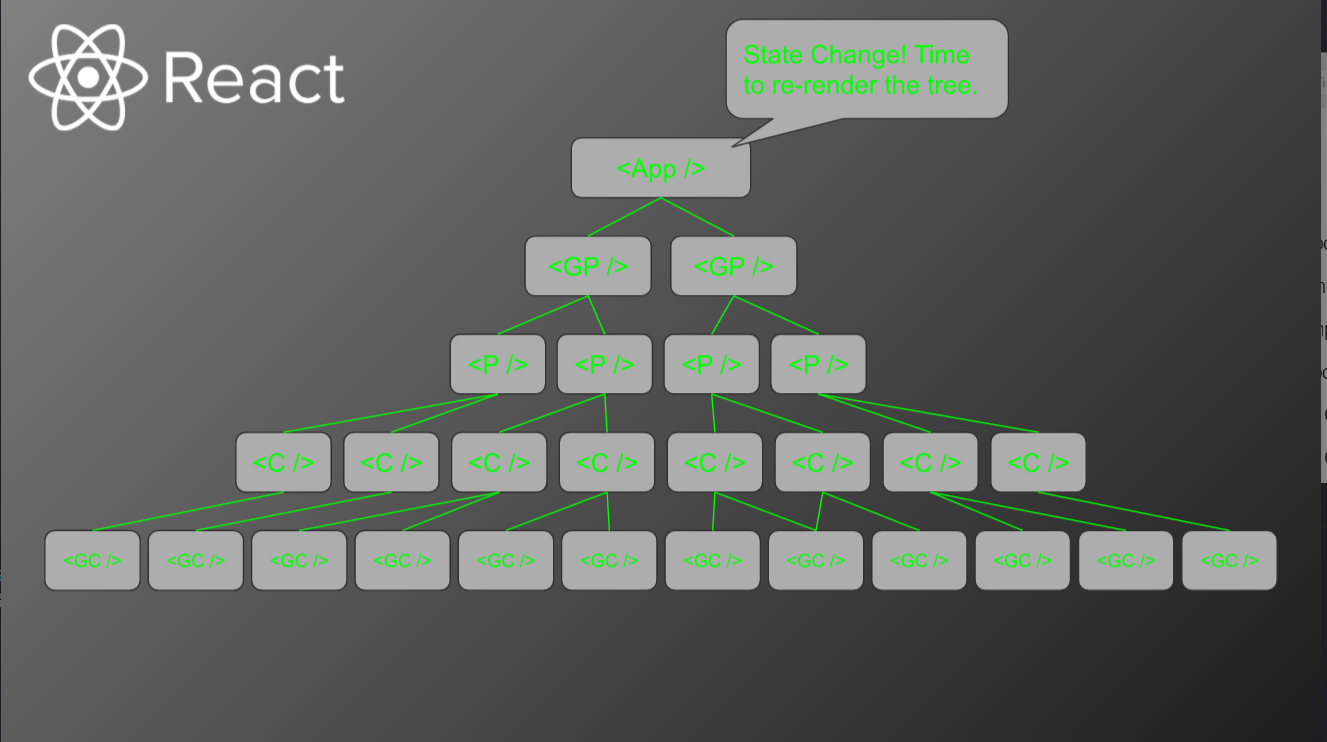 React
State Change! Time
to re-render the tree.
<App />
<GP /> <GP />
<P /> <P /> <P /> <P />
<C /> <C /> <C /> <C /> <C /> <C /> <C /> <C />
<GC /> <GC /> <GC /> <GC /> <GC /> <GC /> <GC /> <GC /> <GC /> <GC /> <GC /> <GC />